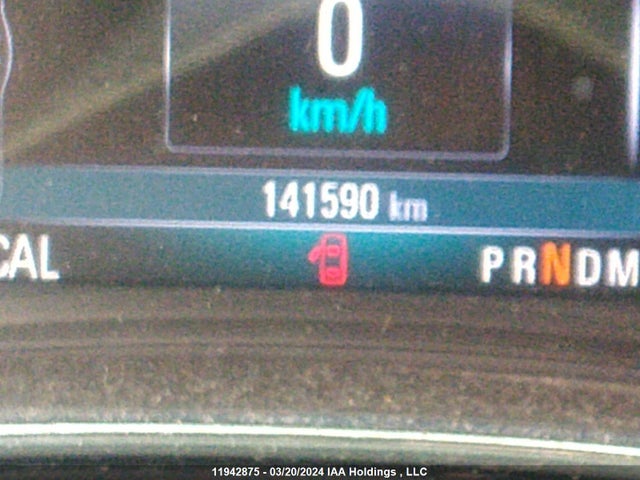 0
km/h
141590 km
CAL PRNDM
11942875 - 03/20/2024 IAA Holdings , LLC